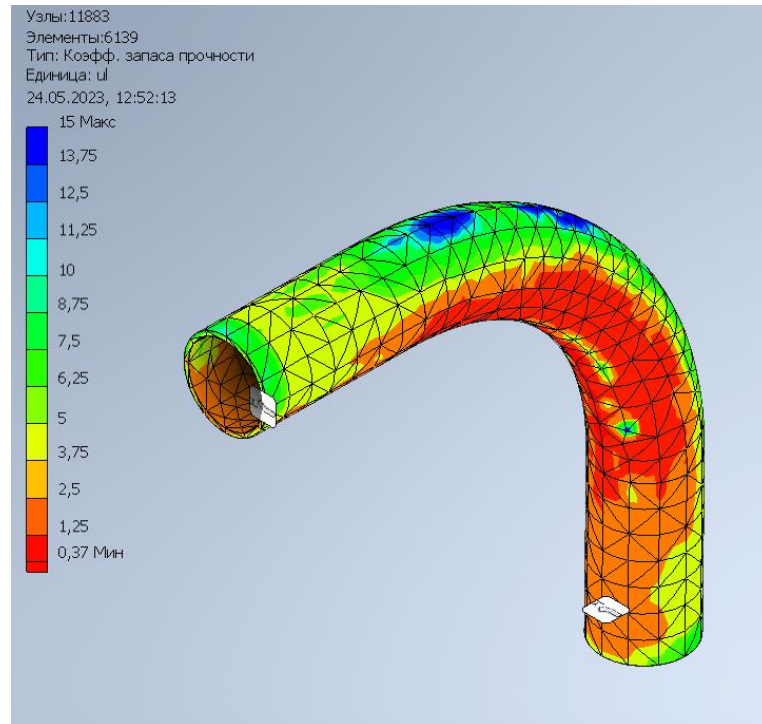 Узлы:11883
Элементы:6139
Тип: Коэфф. запаса прочности
Единица: ul
24.05.2023, 12:52:13
15 Макс
13,75
12,5
11,25
10
8,75
7,5
6,25
5
3,75
2,5
1,25
0,37 Мин